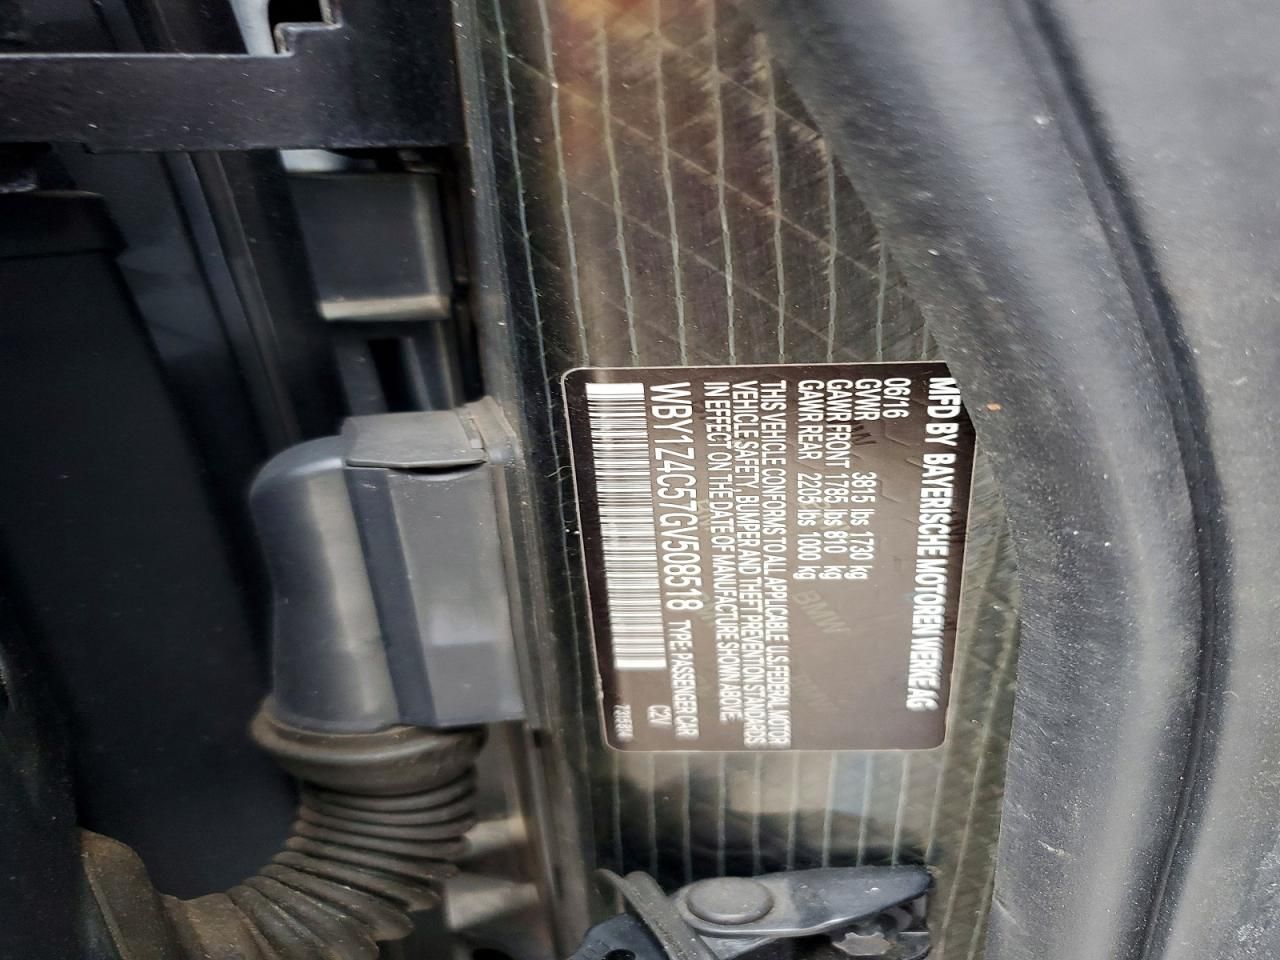 MFD BY BAYERISCHE MOTOREN WERKE AG
06/16
GVWR 3815 lbs 1730 kg
GAWR FRONT 1785 lbs 810 kg
GAWR REAR 2205 lbs 1000 kg
THIS VEHICLE CONFORMS TO ALL APPLICABLE U.S.FEDERAL MOTOR
VEHICLE SAFETY, BUMPER AND THEFT PREVENTION STANDARDS
IN EFFECT ON THE DATE OF MANUFACTURE SHOWN ABOVE:
WBY1Z4C57GV508518 TYPE: PASSENGER CAR
C2V
BMW